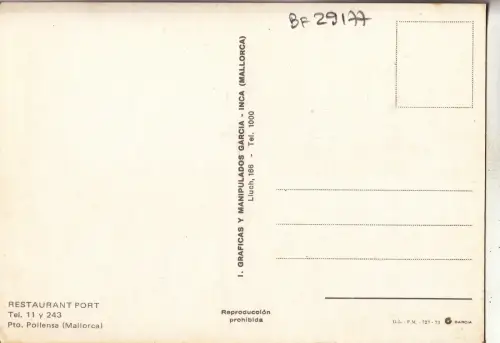 BF 29177
I. GRAFICAS Y MANIPULADOS GARCIA - INCA (MALLORCA)
Lluch, 166 - Tel. 1000
RESTAURANT PORT
Tel. 11 y 243
Pto. Pollensa (Mallorca)
Reproducción
prohibida
GARCIA